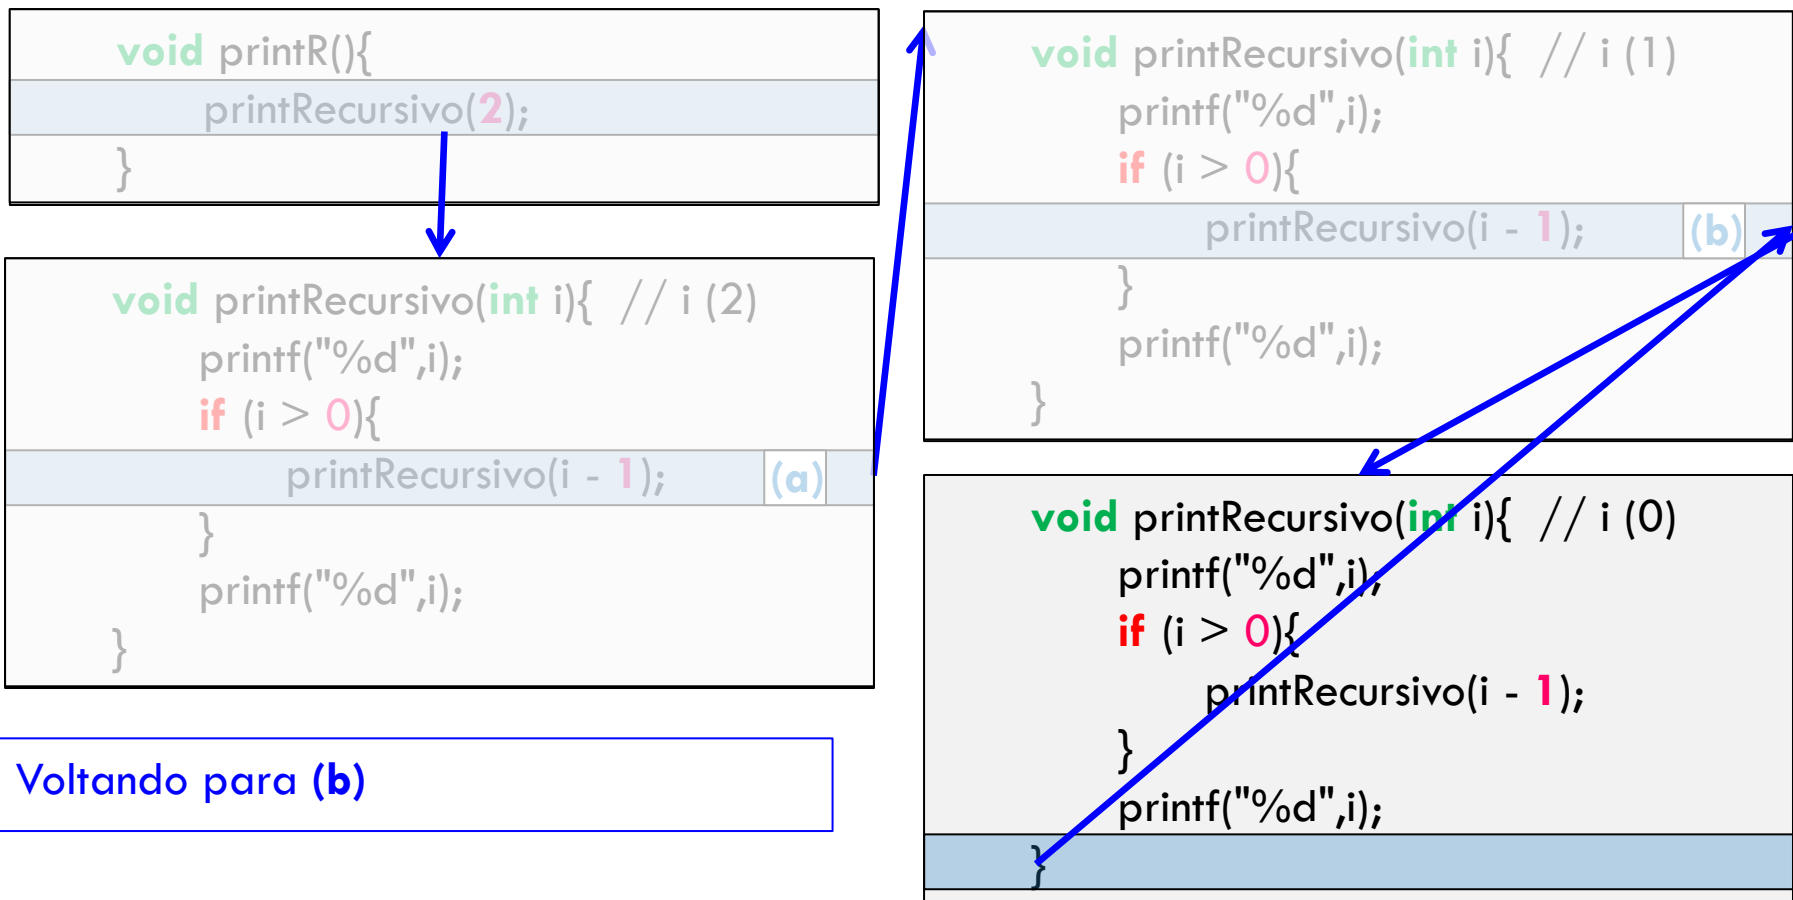 void printR(){
printRecursivo(2);
}
void printRecursivo(int i){ // i (2)
printf("%d",i);
if (i > 0){
printRecursivo(i - 1); (a)
}
printf("%d",i);
}
Voltando para (b)
void printRecursivo(int i){ // i (1)
printf("%d",i);
if (i > 0){
printRecursivo(i - 1); (b)
}
printf("%d",i);
}
void printRecursivo(int i){ // i (0)
printf("%d",i);
if (i > 0){
printRecursivo(i - 1);
}
printf("%d",i);
}